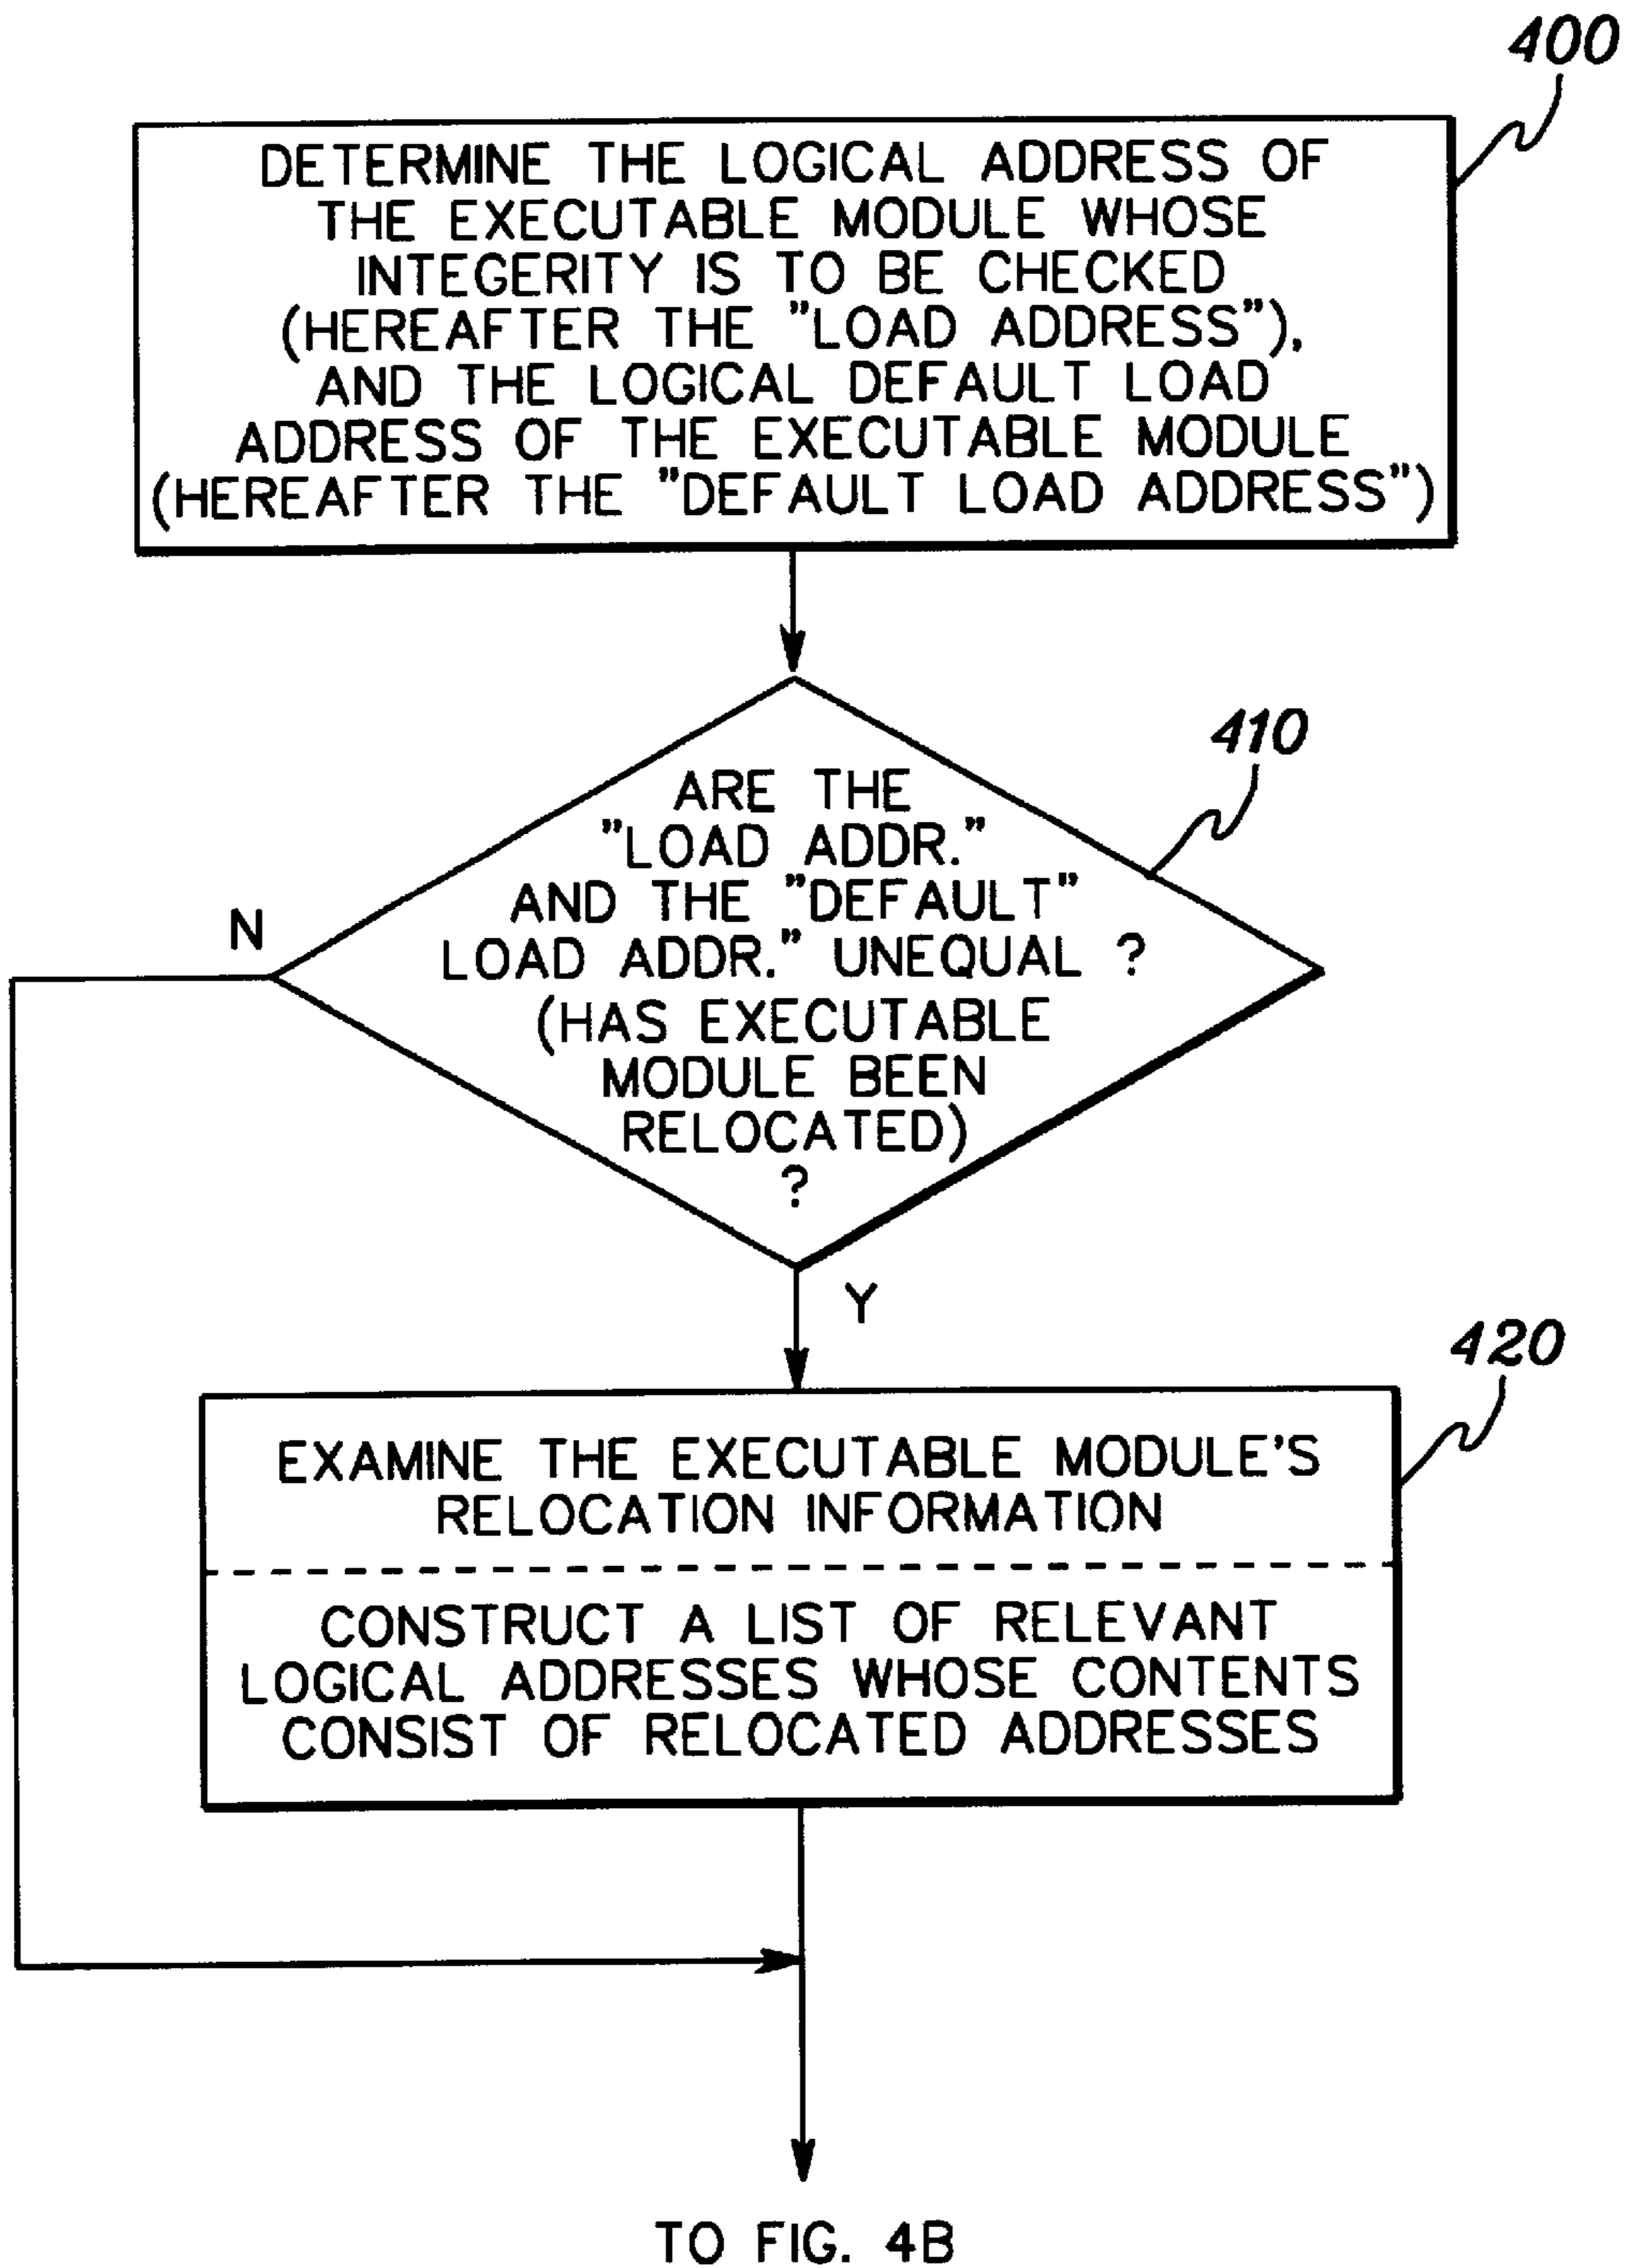 400
DETERMINE THE LOGICAL ADDRESS OF
THE EXECUTABLE MODULE WHOSE
INTEGERITY IS TO BE CHECKED
(HEREAFTER THE "LOAD ADDRESS"),
AND THE LOGICAL DEFAULT LOAD
ADDRESS OF THE EXECUTABLE MODULE
(HEREAFTER THE "DEFAULT LOAD ADDRESS")
410
ARE THE
"LOAD ADDR."
AND THE "DEFAULT"
LOAD ADDR." UNEQUAL ?
(HAS EXECUTABLE
MODULE BEEN
RELOCATED)
?
N
Y
420
EXAMINE THE EXECUTABLE MODULE'S
RELOCATION INFORMATION
CONSTRUCT A LIST OF RELEVANT
LOGICAL ADDRESSES WHOSE CONTENTS
CONSIST OF RELOCATED ADDRESSES
TO FIG. 4B